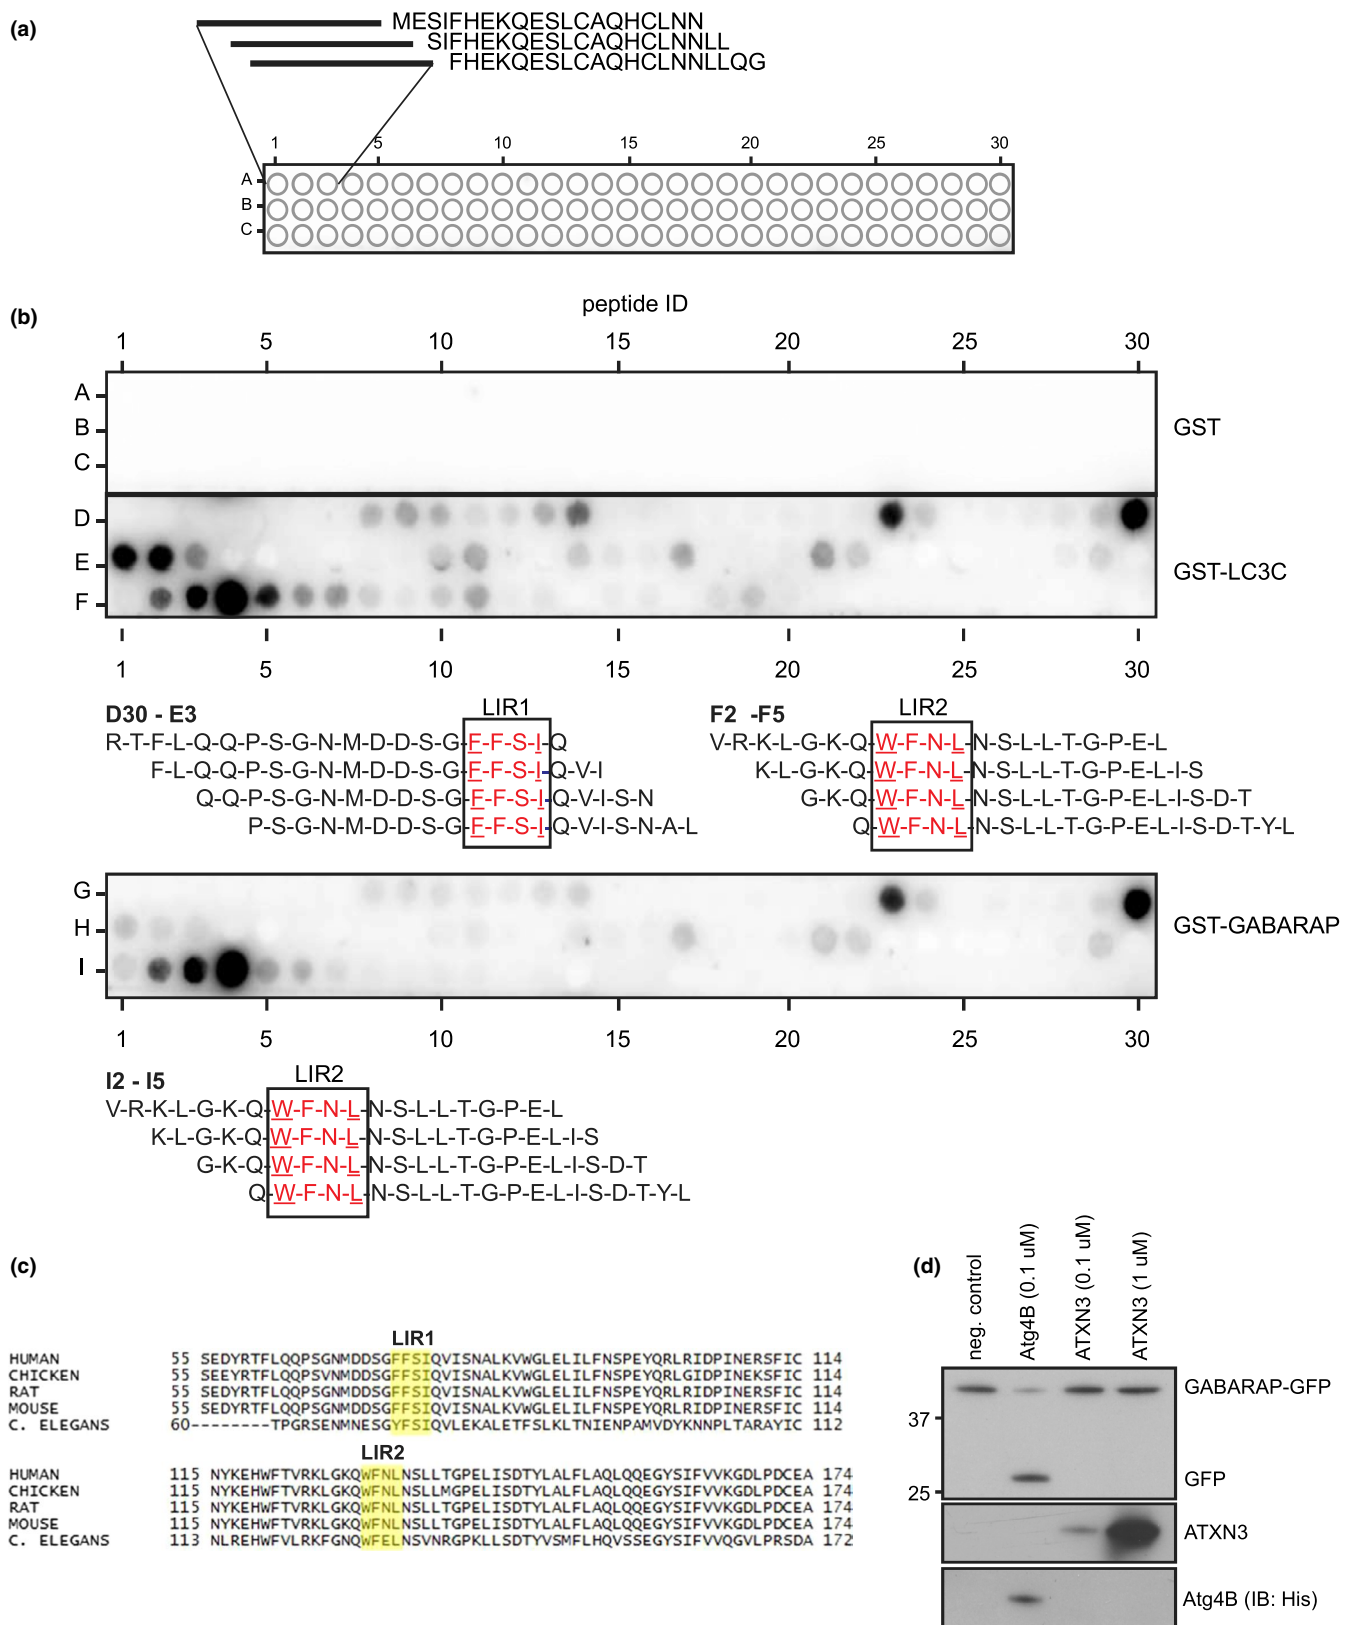 (a)
MESIFHEKQESLCAQHCLNN
SIFHEKQESLCAQHCLNNLL
FHEKQESLCAQHCLNNLLQG
1 5 10 15 20 25 30
A
B
C
(b)
peptide ID
1 5 10 15 20 25 30
A
B
C
GST
D
E
F
GST-LC3C
1 5 10 15 20 25 30
D30 - E3
LIR1
R-T-F-L-Q-Q-P-S-G-N-M-D-D-S-G-F-F-S-I-Q
F-L-Q-Q-P-S-G-N-M-D-D-S-G-F-F-S-I-Q-V-I
Q-Q-P-S-G-N-M-D-D-S-G-F-F-S-I-Q-V-I-S-N
P-S-G-N-M-D-D-S-G-F-F-S-I-Q-V-I-S-N-A-L
F2 -F5
LIR2
V-R-K-L-G-K-Q-W-F-N-L-N-S-L-L-T-G-P-E-L
K-L-G-K-Q-W-F-N-L-N-S-L-L-T-G-P-E-L-I-S
G-K-Q-W-F-N-L-N-S-L-L-T-G-P-E-L-I-S-D-T
Q-W-F-N-L-N-S-L-L-T-G-P-E-L-I-S-D-T-Y-L
G
H
I
GST-GABARAP
1 5 10 15 20 25 30
I2 - I5
LIR2
V-R-K-L-G-K-Q-W-F-N-L-N-S-L-L-T-G-P-E-L
K-L-G-K-Q-W-F-N-L-N-S-L-L-T-G-P-E-L-I-S
G-K-Q-W-F-N-L-N-S-L-L-T-G-P-E-L-I-S-D-T
Q-W-F-N-L-N-S-L-L-T-G-P-E-L-I-S-D-T-Y-L
(c)
LIR1
HUMAN 55 SEDYRTFLQQPSGNMDDSGFFSIQVISNALKVWGLELILFNSPEYQRLRIDPINERSFIC 114
CHICKEN 55 SEEYRTFLQQPSVNMDDSGFFSIQVISNALKVWGLELILFNSPEYQRLGIDPINEKSFIC 114
RAT 55 SEDYRTFLQQPSGNMDDSGFFSIQVISNALKVWGLELILFNSPEYQRLRIDPINERSFIC 114
MOUSE 55 SEDYRTFLQQPSGNMDDSGFFSIQVISNALKVWGLELILFNSPEYQRLRIDPINERSFIC 114
C. ELEGANS 60--------TPGRSENMNESGYFSIQVLEKALETFSLKLTNIENPAMVDYKNNPLTARAYIC 112
LIR2
HUMAN 115 NYKEHWFTVRKLGKQWFNLNSLLTGPELISDTYLALFLAQLQQEGYSIFVVKGDLPDCEA 174
CHICKEN 115 NYKEHWFTVRKLGKQWFNLNSLLMGPELISDTYLALFLAQLQQEGYSIFVVKGDLPDCEA 174
RAT 115 NYKEHWFTVRKLGKQWFNLNSLLTGPELISDTYLALFLAQLQQEGYSIFVVKGDLPDCEA 174
MOUSE 115 NYKEHWFTVRKLGKQWFNLNSLLTGPELISDTYLALFLAQLQQEGYSIFVVKGDLPDCEA 174
C. ELEGANS 113 NLREHWFVLRKFGNQWFELNSVNRGPKLLSDTYVSMFLHQVSSEGYSIFVVQGVLPRSDA 172
(d)
neg. control
Atg4B (0.1 uM)
ATXN3 (0.1 uM)
ATXN3 (1 uM)
GABARAP-GFP
37
GFP
25
ATXN3
Atg4B (IB: His)